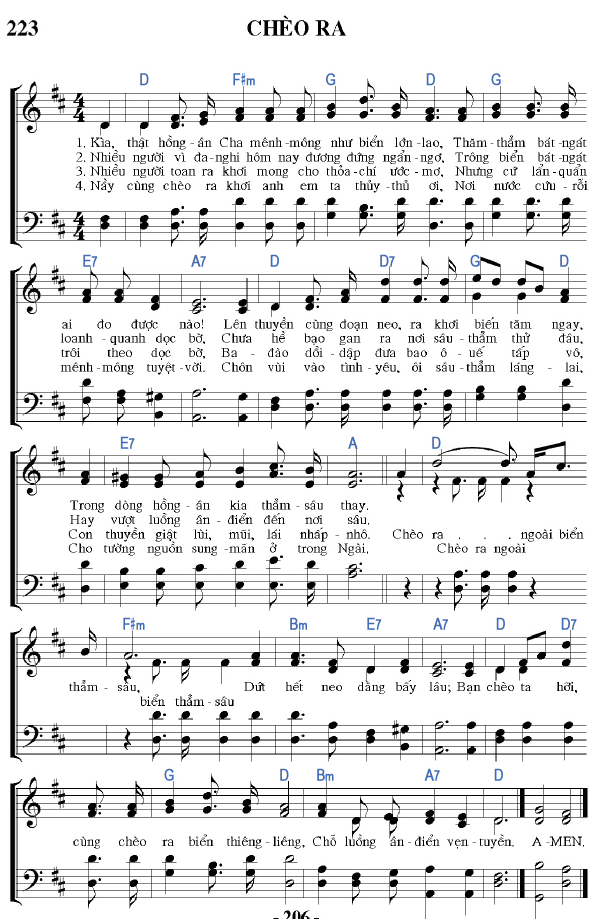 223 CHÈO RA
D F#m G D G
1. Kìa, thật hồng-ân Cha mênh-mông như biển lớn-lao, Thăm-thẳm bát-ngát
2. Nhiều người vì đa-nghi hôm nay đương đứng ngẩn-ngơ, Trông biển bát-ngát
3. Nhiều người toan ra khơi mong cho thỏa-chí ước-mơ, Nhưng cứ lẩn-quẩn
4. Nầy cùng chèo ra khơi anh em ta thủy-thủ ơi, Nơi nước cứu-rỗi
E7 A7 D D7 G D
ai đo được nào! Lên thuyền cùng đoạn neo, ra khơi biển tăm ngay,
loanh-quanh dọc bờ, Chưa hề bạo gan ra nơi sâu-thẳm thử đâu,
trôi theo dọc bờ, Ba-đào dồi-dập đưa bao ô-uế tấp vô,
mênh-mông tuyệt-vời. Chôn vùi vào tình-yêu, ôi sâu-thẳm láng-lai,
E7 A D
Trong dòng hồng-ân kia thẳm-sâu thay.
Hay vượt luồng ân-điển đến nơi sâu.
Con thuyền giật lùi, mũi, lái nhấp-nhô. Chèo ra . . . ngoài biển
Cho tường nguồn sung-mãn ở trong Ngài. Chèo ra ngoài
F#m Bm E7 A7 D D7
thẳm-sâu, Dứt hết neo dằng bấy lâu; Bạn chèo ta hỡi,
biển thẳm-sâu
G D Bm A7 D
cùng chèo ra biển thiêng-liêng, Chỗ luồng ân-điển vẹn-tuyền. A-MEN.
- 206 -